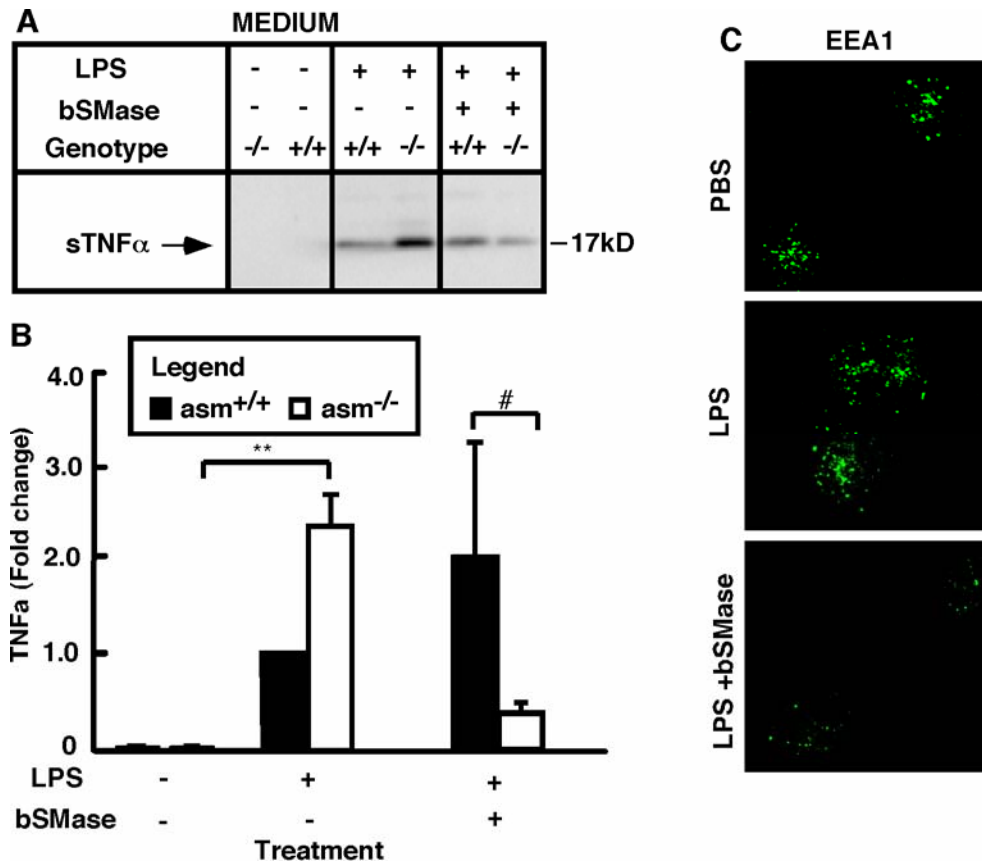 A
MEDIUM
LPS - - + + + +
bSMase - - - - + +
Genotype -/- +/+ +/+ -/- +/+ -/-
sTNFα
17kD
B
Legend
asm+/+ asm-/-
4.0
3.0
2.0
1.0
0
TNFa (Fold change)
**
#
LPS - + +
bSMase - - +
Treatment
C
EEA1
PBS
LPS
LPS +bSMase